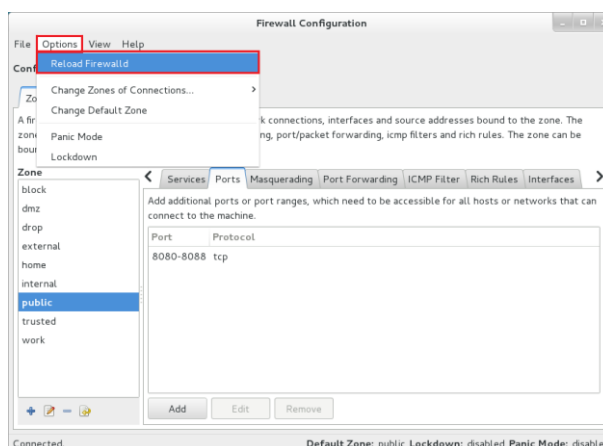 Firewall Configuration
File Options View Help
Reload Firewalld
Change Zones of Connections...
Change Default Zone
Panic Mode
Lockdown
Conf
Zo
A fir
k connections, interfaces and source addresses bound to the zone. The
zon
ng, port/packet forwarding, icmp filters and rich rules. The zone can be
bour
Zone
block
dmz
drop
external
home
internal
public
trusted
work
Services Ports Masquerading Port Forwarding ICMP Filter Rich Rules Interfaces
Add additional ports or port ranges, which need to be accessible for all hosts or networks that can
connect to the machine.
Port Protocol
8080-8088 tcp
Add Edit Remove
Connected. Default Zone: public Lockdown: disabled Panic Mode: disable